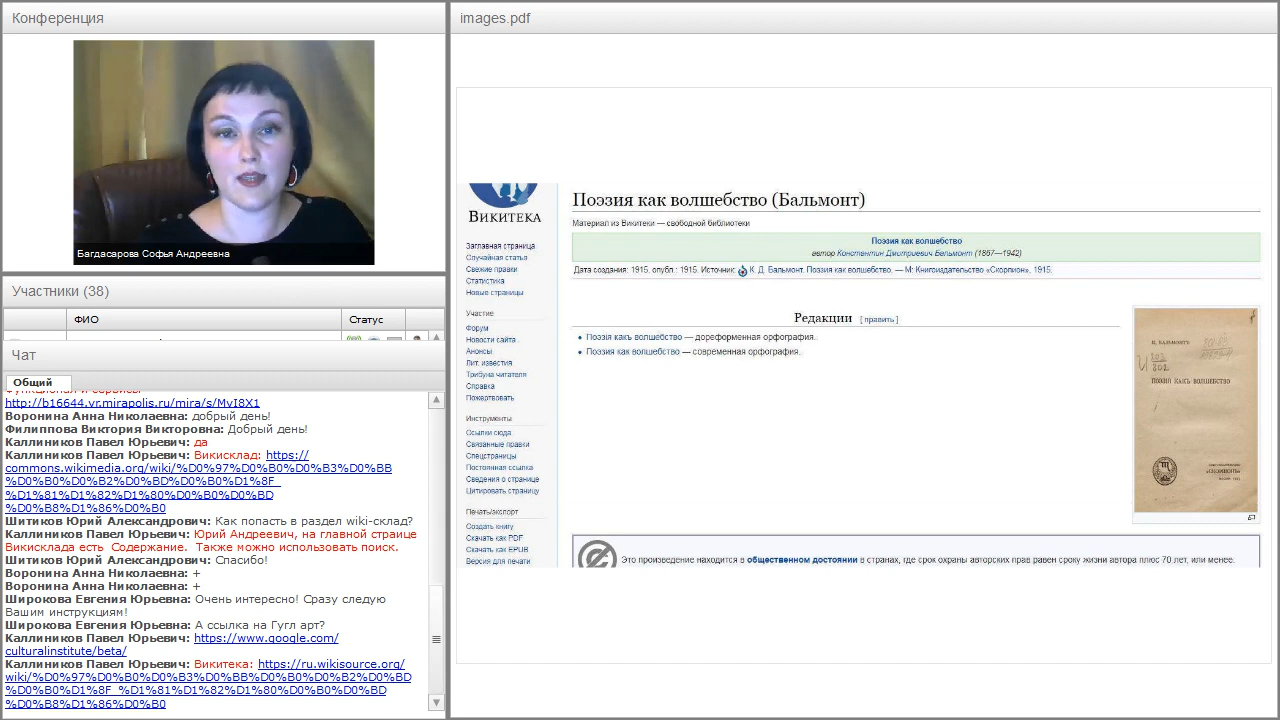 Конференция
Багдасарова Софья Андреевна
Участники (38)
ФИО
Статус
Чат
Общий
http://b16644.vr.mirapolis.ru/mira/s/MvI8X1
Воронина Анна Николаевна: добрый день!
Филиппова Виктория Викторовна: Добрый день!
Каллиников Павел Юрьевич: да
Каллиников Павел Юрьевич: Викисклад: https://
commons.wikimedia.org/wiki/%D0%97%D0%B0%D0%B3%D0%BB
%D0%B0%D0%B2%D0%BD%D0%B0%D1%8F_
%D1%81%D1%82%D1%80%D0%B0%D0%BD
%D0%B8%D1%86%D0%B0
Шитиков Юрий Александрович: Как попасть в раздел wiki-склад?
Каллиников Павел Юрьевич: Юрий Андреевич, на главной страице
Викисклада есть Содержание. Также можно использовать поиск.
Шитиков Юрий Александрович: Спасибо!
Воронина Анна Николаевна: +
Воронина Анна Николаевна: +
Широкова Евгения Юрьевна: Очень интересно! Сразу следую
Вашим инструкциям!
Широкова Евгения Юрьевна: А ссылка на Гугл арт?
Каллиников Павел Юрьевич: https://www.google.com/
culturalinstitute/beta/
Каллиников Павел Юрьевич: Викитека: https://ru.wikisource.org/
wiki/%D0%97%D0%B0%D0%B3%D0%BB%D0%B0%D0%B2%D0%BD
%D0%B0%D1%8F_%D1%81%D1%82%D1%80%D0%B0%D0%BD
%D0%B8%D1%86%D0%B0
images.pdf
Викитека
Заглавная страница
Случайная статья
Свежие правки
Статистика
Новые страницы
Участие
Форум
Новости сайта
Анонсы
Лит. известия
Трибуна читателя
Справка
Пожертвовать
Инструменты
Ссылки сюда
Связанные правки
Спецстраницы
Постоянная ссылка
Сведения о странице
Цитировать страницу
Печать/экспорт
Создать книгу
Скачать как PDF
Скачать как EPUB
Версия для печати
Поэзия как волшебство (Бальмонт)
Материал из Викитеки — свободной библиотеки
Поэзия как волшебство
автор Константин Дмитриевич Бальмонт (1867—1942)
Дата создания: 1915, опубл.: 1915. Источник: К. Д. Бальмонт. Поэзия как волшебство. — М: Книгоиздательство «Скорпион», 1915.
Редакции [ править ]
Поэзія какъ волшебство — дореформенная орфография.
Поэзия как волшебство — современная орфография.
К. БАЛЬМОНТЪ
ПОЭЗІЯ КАКЪ ВОЛШЕБСТВО
Это произведение находится в общественном достоянии в странах, где срок охраны авторских прав равен сроку жизни автора плюс 70 лет, или менее.